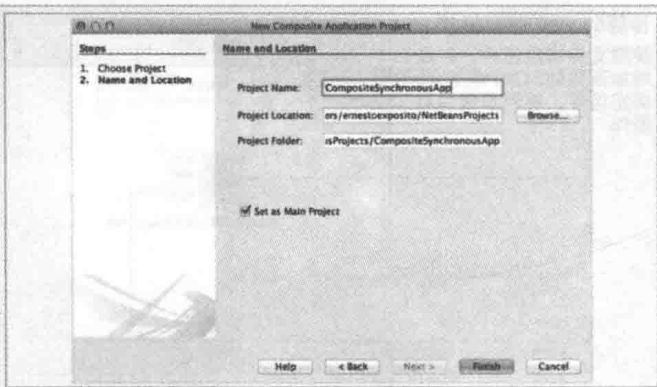 New Composite Application Project
Steps
1. Choose Project
2. Name and Location
Name and Location
Project Name: CompositeSynchronousApp
Project Location: ers/ernestoexposito/NetBeansProjects Browse...
Project Folder: isProjects/CompositeSynchronousApp
Set as Main Project
Help < Back Next > Finish Cancel